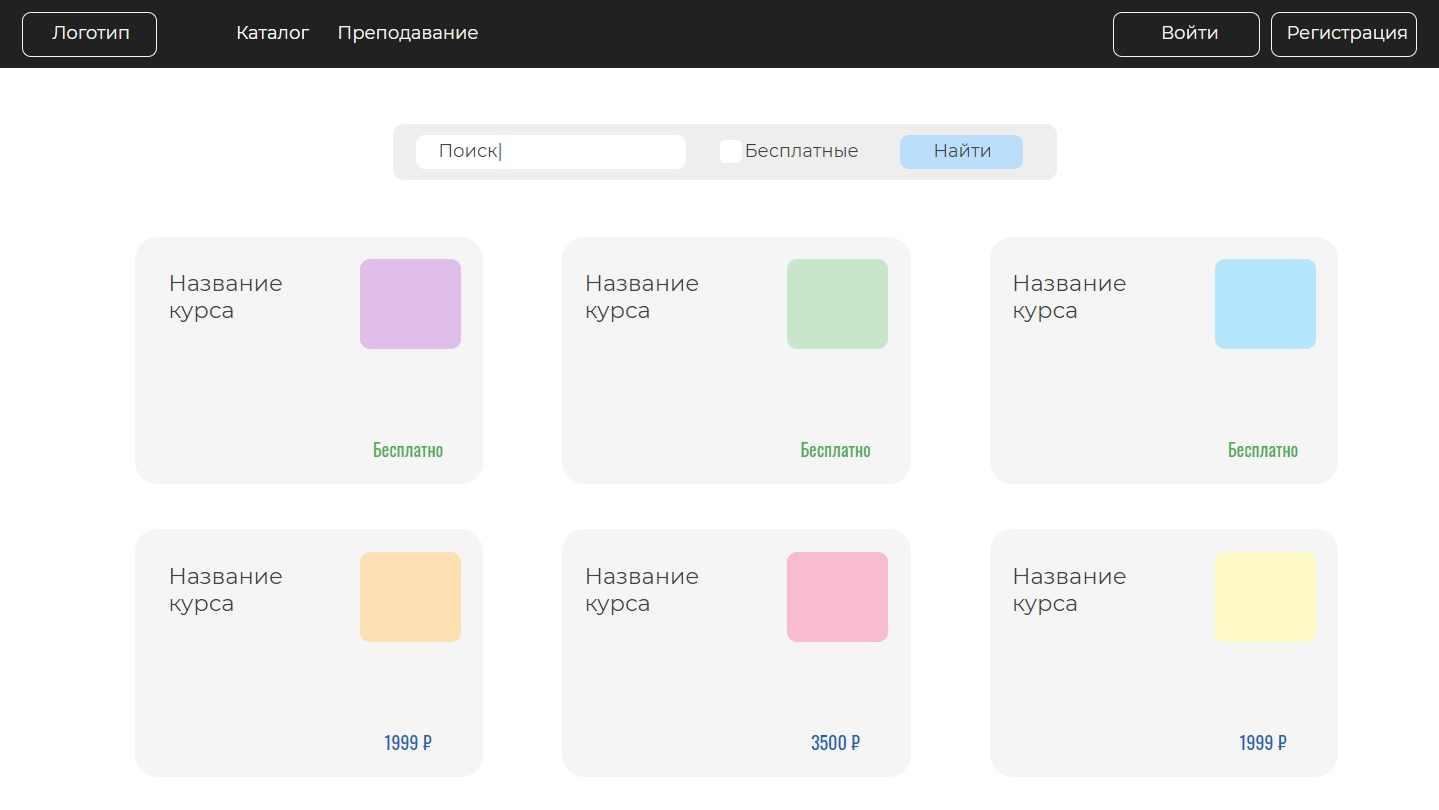 Логотип
Каталог
Преподавание
Войти
Регистрация
Поиск|
Бесплатные
Найти
Название
курса
Бесплатно
Название
курса
Бесплатно
Название
курса
Бесплатно
Название
курса
1999 ₽
Название
курса
3500 ₽
Название
курса
1999 ₽